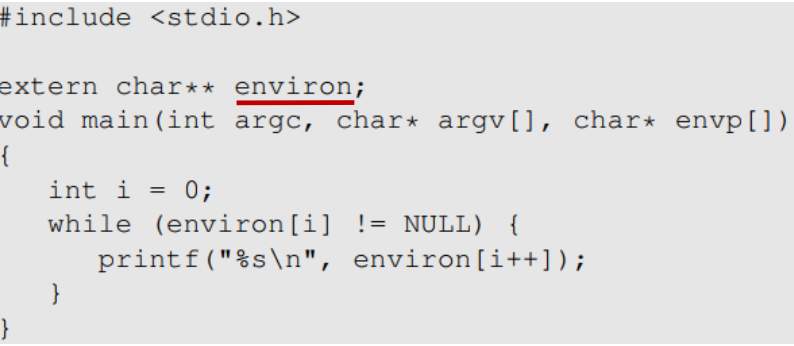 #include <stdio.h>
extern char** environ;
void main(int argc, char* argv[], char* envp[])
{
   int i = 0;
   while (environ[i] != NULL) {
      printf("%s\n", environ[i++]);
   }
}